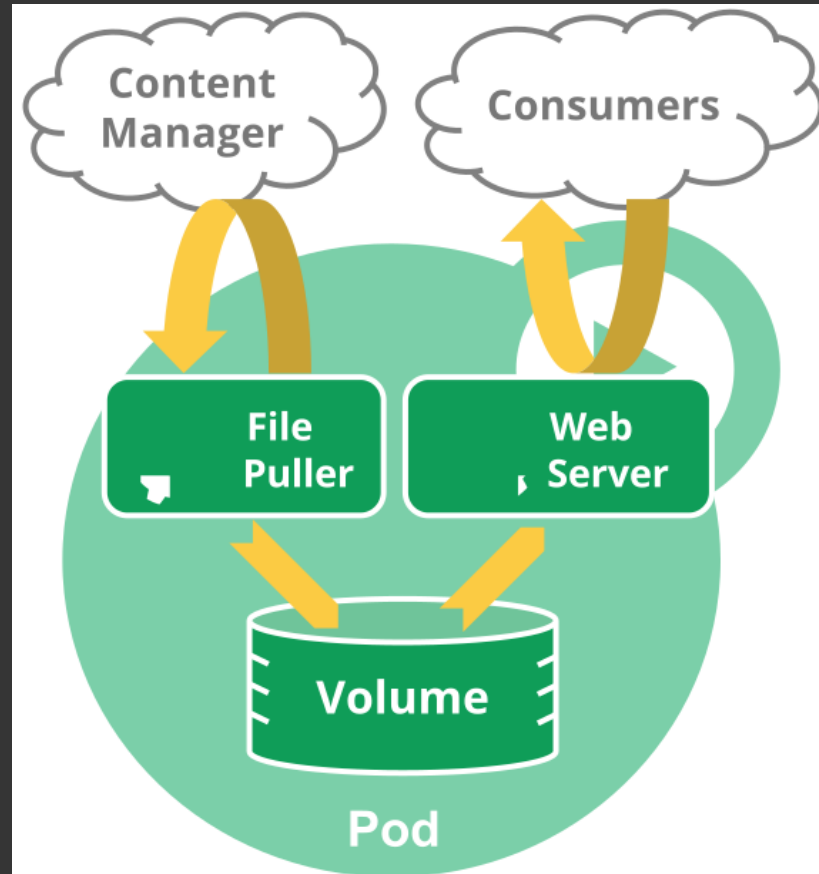 Content
Manager
Consumers
File
Puller
Web
Server
Volume
Pod